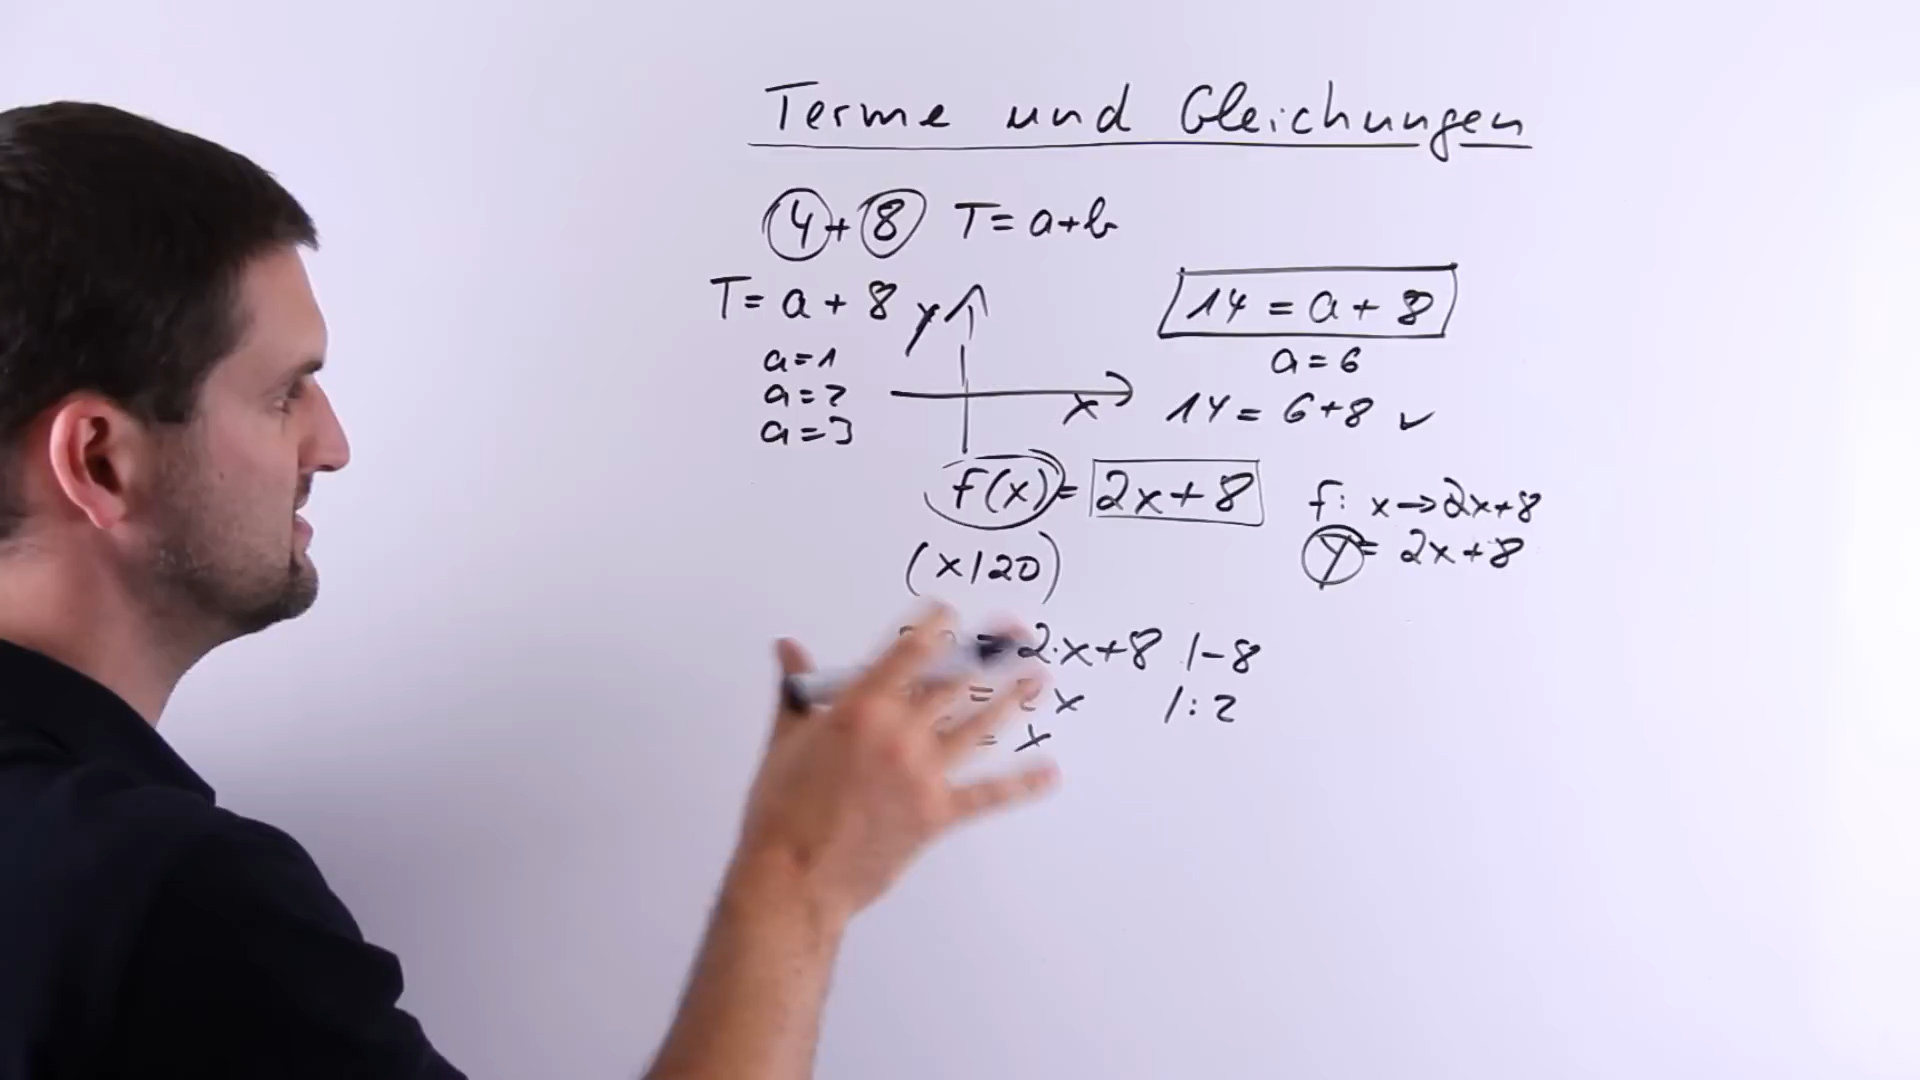 Terme und Gleichungen
4 + 8 T = a + b
T = a + 8
a = 1
a = 2
a = 3
y
x
14 = a + 8
a = 6
14 = 6 + 8 ✓
f(x) = 2x + 8
(x | 20)
f: x → 2x + 8
y = 2x + 8
= 2·x + 8 | - 8
= 2x | : 2
= x